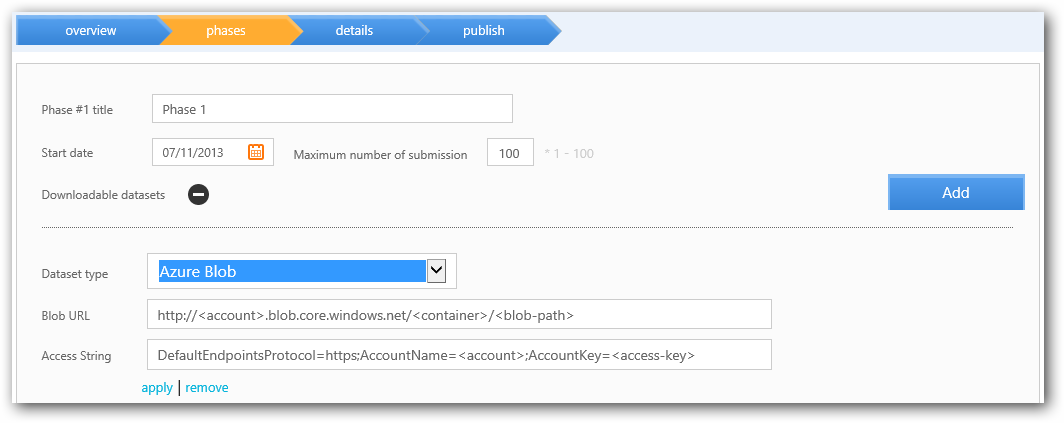 overview phases details publish
Phase #1 title Phase 1
Start date 07/11/2013 Maximum number of submission 100 * 1 - 100
Downloadable datasets Add
Dataset type Azure Blob
Blob URL http://<account>.blob.core.windows.net/<container>/<blob-path>
Access String DefaultEndpointsProtocol=https;AccountName=<account>;AccountKey=<access-key>
apply | remove